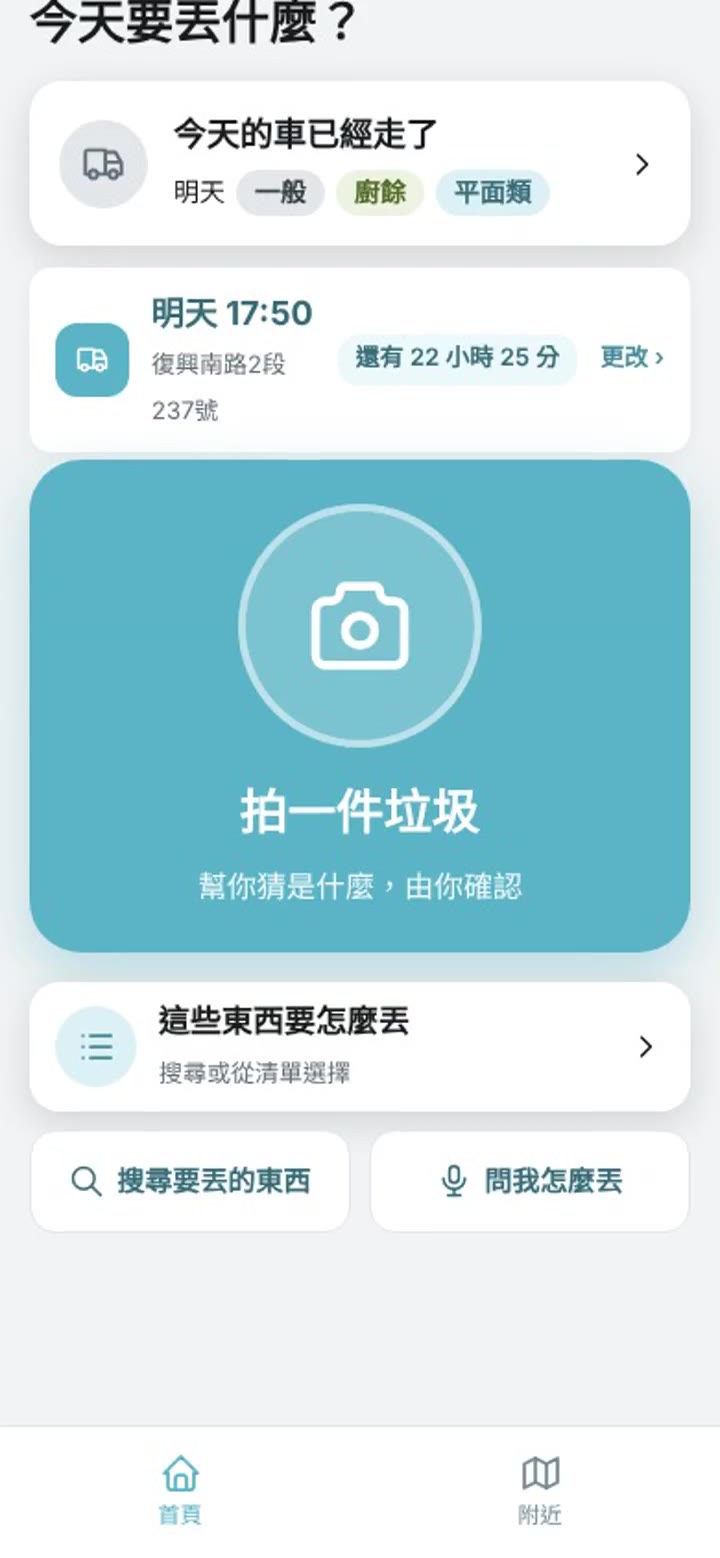 今天要丟什麼？
今天的車已經走了
明天 一般 廚餘 平面類
明天 17:50
復興南路2段
237號
還有 22 小時 25 分
更改 ›
拍一件垃圾
幫你猜是什麼，由你確認
這些東西要怎麼丟
搜尋或從清單選擇
搜尋要丟的東西
問我怎麼丟
首頁
附近